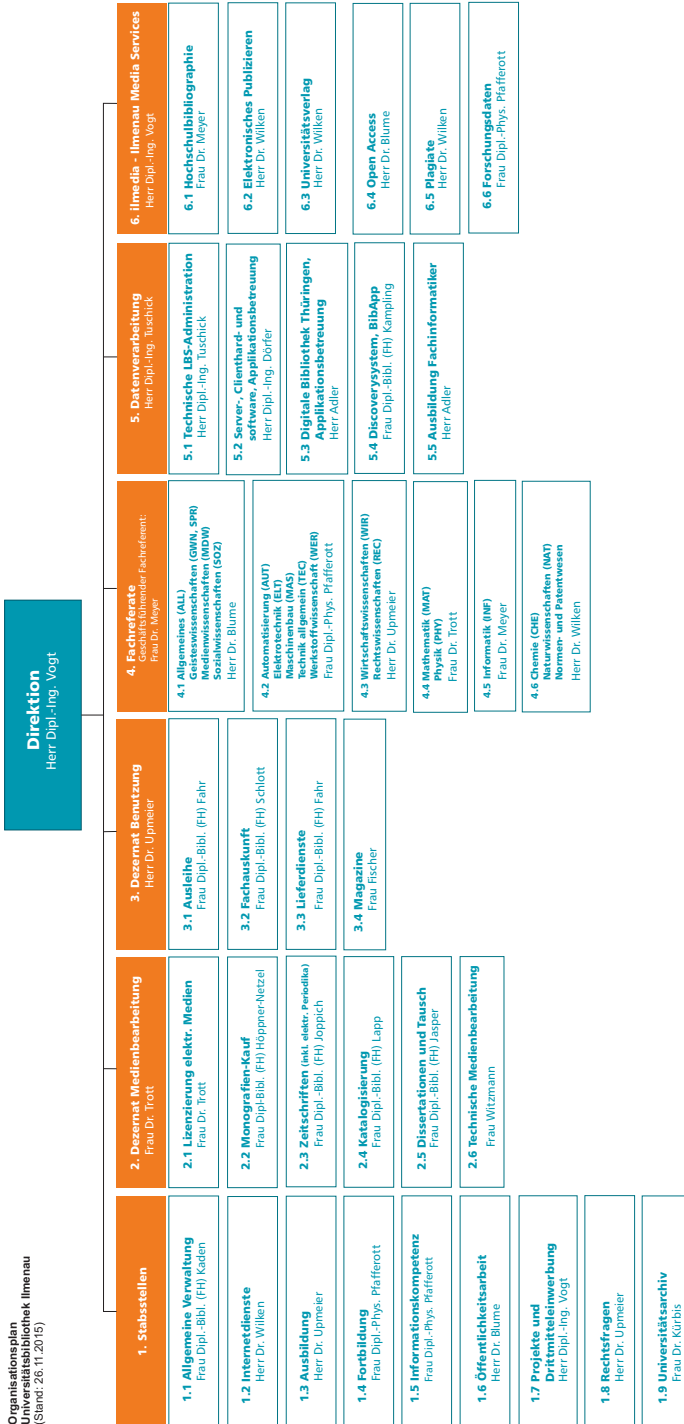 Organisationsplan
Universitätsbibliothek Ilmenau
(Stand: 26.11.2015)
Direktion
Herr Dipl.-Ing. Vogt
1. Stabsstellen
1.1 Allgemeine Verwaltung
Frau Dipl.-Bibl. (FH) Kaden
1.2 Internetdienste
Herr Dr. Wilken
1.3 Ausbildung
Herr Dr. Upmeier
1.4 Fortbildung
Frau Dipl.-Phys. Pfafferott
1.5 Informationskompetenz
Frau Dipl.-Phys. Pfafferott
1.6 Öffentlichkeitsarbeit
Herr Dr. Blume
1.7 Projekte und
Drittmitteleinwerbung
Herr Dipl.-Ing. Vogt
1.8 Rechtsfragen
Herr Dr. Upmeier
1.9 Universitätsarchiv
Frau Dr. Kürbis
2. Dezernat Medienbearbeitung
Frau Dr. Trott
2.1 Lizenzierung elektr. Medien
Frau Dr. Trott
2.2 Monografien-Kauf
Frau Dipl-Bibl. (FH) Höppner-Netzel
2.3 Zeitschriften (inkl. elektr. Periodika)
Frau Dipl.-Bibl. (FH) Joppich
2.4 Katalogisierung
Frau Dipl.-Bibl. (FH) Lapp
2.5 Dissertationen und Tausch
Frau Dipl.-Bibl. (FH) Jasper
2.6 Technische Medienbearbeitung
Frau Witzmann
3. Dezernat Benutzung
Herr Dr. Upmeier
3.1 Ausleihe
Frau Dipl.-Bibl. (FH) Fahr
3.2 Fachauskunft
Frau Dipl.-Bibl. (FH) Schlott
3.3 Lieferdienste
Frau Dipl.-Bibl. (FH) Fahr
3.4 Magazine
Frau Fischer
4. Fachreferate
Geschäftsführender Fachreferent:
Frau Dr. Meyer
4.1 Allgemeines (ALL)
Geisteswissenschaften (GWN, SPR)
Medienwissenschaften (MDW)
Sozialwissenschaften (SOZ)
Herr Dr. Blume
4.2 Automatisierung (AUT)
Elektrotechnik (ELT)
Maschinenbau (MAS)
Technik allgemein (TEC)
Werkstoffwissenschaft (WER)
Frau Dipl.-Phys. Pfafferott
4.3 Wirtschaftswissenschaften (WIR)
Rechtswissenschaften (REC)
Herr Dr. Upmeier
4.4 Mathematik (MAT)
Physik (PHY)
Frau Dr. Trott
4.5 Informatik (INF)
Frau Dr. Meyer
4.6 Chemie (CHE)
Naturwissenschaften (NAT)
Normen- und Patentwesen
Herr Dr. Wilken
5. Datenverarbeitung
Herr Dipl.-Ing. Tuschick
5.1 Technische LBS-Administration
Herr Dipl.-Ing. Tuschick
5.2 Server-, Clienthard- und
software, Applikationsbetreuung
Herr Dipl.-Ing. Dörfer
5.3 Digitale Bibliothek Thüringen,
Applikationsbetreuung
Herr Adler
5.4 Discoverysystem, BibApp
Frau Dipl.-Bibl. (FH) Kampling
5.5 Ausbildung Fachinformatiker
Herr Adler
6. ilmedia - Ilmenau Media Services
Herr Dipl.-Ing. Vogt
6.1 Hochschulbibliographie
Frau Dr. Meyer
6.2 Elektronisches Publizieren
Herr Dr. Wilken
6.3 Universitätsverlag
Herr Dr. Wilken
6.4 Open Access
Herr Dr. Blume
6.5 Plagiate
Herr Dr. Wilken
6.6 Forschungsdaten
Frau Dipl.-Phys. Pfafferott